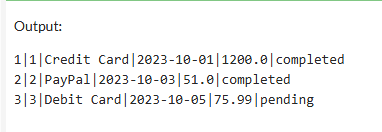 Output:
1|1|Credit Card|2023-10-01|1200.0|completed
2|2|PayPal|2023-10-03|51.0|completed
3|3|Debit Card|2023-10-05|75.99|pending